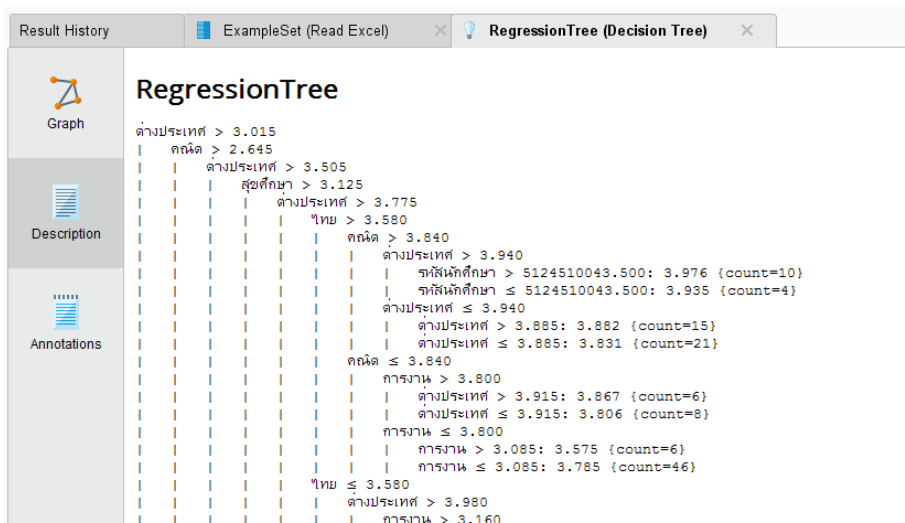 Result History
ExampleSet (Read Excel)
RegressionTree (Decision Tree)
Graph
Description
Annotations
RegressionTree
ต่างประเทศ > 3.015
| คณิต > 2.645
| | ต่างประเทศ > 3.505
| | | สุขศึกษา > 3.125
| | | | ต่างประเทศ > 3.775
| | | | | ไทย > 3.580
| | | | | | คณิต > 3.840
| | | | | | | ต่างประเทศ > 3.940
| | | | | | | | รหัสนักศึกษา > 5124510043.500: 3.976 {count=10}
| | | | | | | | รหัสนักศึกษา ≤ 5124510043.500: 3.935 {count=4}
| | | | | | | ต่างประเทศ ≤ 3.940
| | | | | | | | ต่างประเทศ > 3.885: 3.882 {count=15}
| | | | | | | | ต่างประเทศ ≤ 3.885: 3.831 {count=21}
| | | | | | คณิต ≤ 3.840
| | | | | | | การงาน > 3.800
| | | | | | | | ต่างประเทศ > 3.915: 3.867 {count=6}
| | | | | | | | ต่างประเทศ ≤ 3.915: 3.806 {count=8}
| | | | | | | การงาน ≤ 3.800
| | | | | | | | การงาน > 3.085: 3.575 {count=6}
| | | | | | | | การงาน ≤ 3.085: 3.785 {count=46}
| | | | | ไทย ≤ 3.580
| | | | | | ต่างประเทศ > 3.980
| | | | | | | การงาน > 3.160